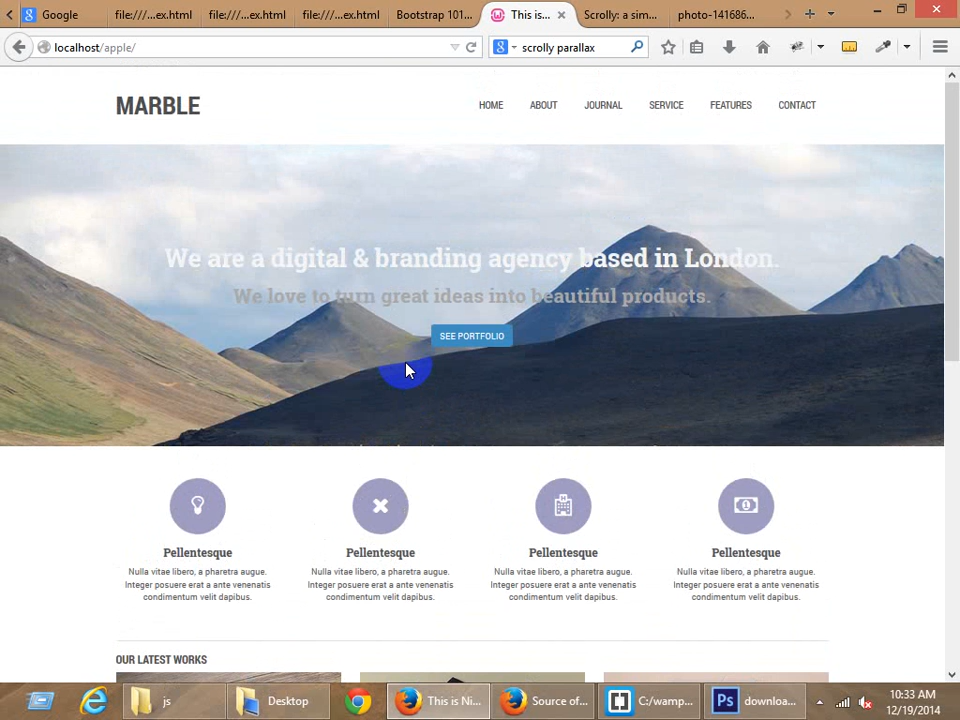 Google
file:///...ex.html
file:///...ex.html
file:///...ex.html
Bootstrap 101...
This is...
Scrolly: a sim...
photo-141686...
localhost/apple/
scrolly parallax
MARBLE
HOME
ABOUT
JOURNAL
SERVICE
FEATURES
CONTACT
We are a digital & branding agency based in London.
We love to turn great ideas into beautiful products.
SEE PORTFOLIO
Pellentesque
Nulla vitae libero, a pharetra augue.
Integer posuere erat a ante venenatis
condimentum velit dapibus.
Pellentesque
Nulla vitae libero, a pharetra augue.
Integer posuere erat a ante venenatis
condimentum velit dapibus.
Pellentesque
Nulla vitae libero, a pharetra augue.
Integer posuere erat a ante venenatis
condimentum velit dapibus.
Pellentesque
Nulla vitae libero, a pharetra augue.
Integer posuere erat a ante venenatis
condimentum velit dapibus.
OUR LATEST WORKS
js
Desktop
This is Ni...
Source of...
C:/wamp...
Ps
downloa...
10:33 AM
12/19/2014